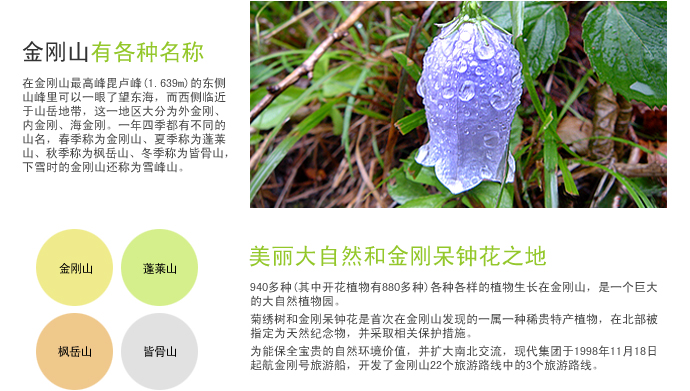 金刚山有各种名称
在金刚山最高峰毘卢峰(1.639m)的东侧
山峰里可以一眼了望东海，而西侧临近
于山岳地带，这一地区大分为外金刚、
内金刚、海金刚。一年四季都有不同的
山名，春季称为金刚山、夏季称为蓬莱
山、秋季称为枫岳山、冬季称为皆骨山，
下雪时的金刚山还称为雪峰山。
金刚山
蓬莱山
枫岳山
皆骨山
美丽大自然和金刚呆钟花之地
940多种(其中开花植物有880多种)各种各样的植物生长在金刚山，是一个巨大
的大自然植物园。
菊绣树和金刚呆钟花是首次在金刚山发现的一属一种稀贵特产植物，在北部被
指定为天然纪念物，并采取相关保护措施。
为能保全宝贵的自然环境价值，并扩大南北交流，现代集团于1998年11月18日
起航金刚号旅游船，开发了金刚山22个旅游路线中的3个旅游路线。